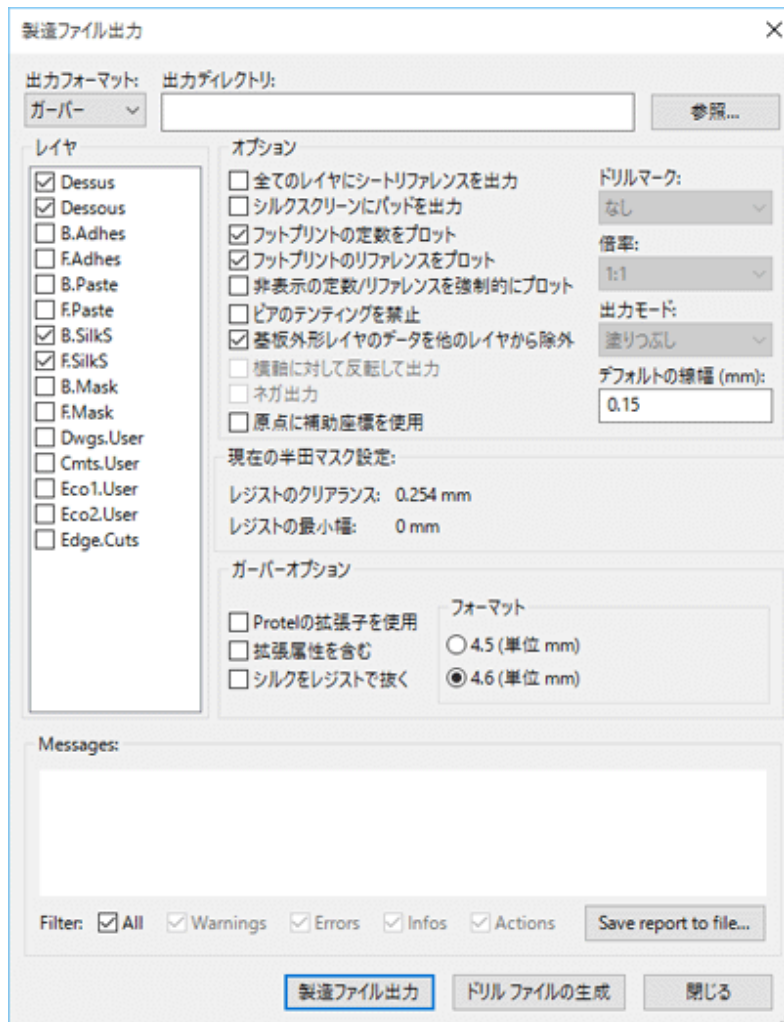 製造ファイル出力
出力フォーマット: 出力ディレクトリ:
ガーバー 参照...
レイヤ
Dessus
Dessous
B.Adhes
F.Adhes
B.Paste
F.Paste
B.SilkS
F.SilkS
B.Mask
F.Mask
Dwgs.User
Cmts.User
Eco1.User
Eco2.User
Edge.Cuts
オプション
全てのレイヤにシートリファレンスを出力
シルクスクリーンにパッドを出力
フットプリントの定数をプロット
フットプリントのリファレンスをプロット
非表示の定数/リファレンスを強制的にプロット
ビアのテンティングを禁止
基板外形レイヤのデータを他のレイヤから除外
横軸に対して反転して出力
ネガ出力
原点に補助座標を使用
ドリルマーク:
なし
倍率:
1:1
出力モード:
塗りつぶし
デフォルトの線幅 (mm):
0.15
現在の半田マスク設定:
レジストのクリアランス: 0.254 mm
レジストの最小幅: 0 mm
ガーバーオプション
Protelの拡張子を使用
拡張属性を含む
シルクをレジストで抜く
フォーマット
4.5 (単位 mm)
4.6 (単位 mm)
Messages:
Filter: All Warnings Errors Infos Actions Save report to file...
製造ファイル出力 ドリル ファイルの生成 閉じる